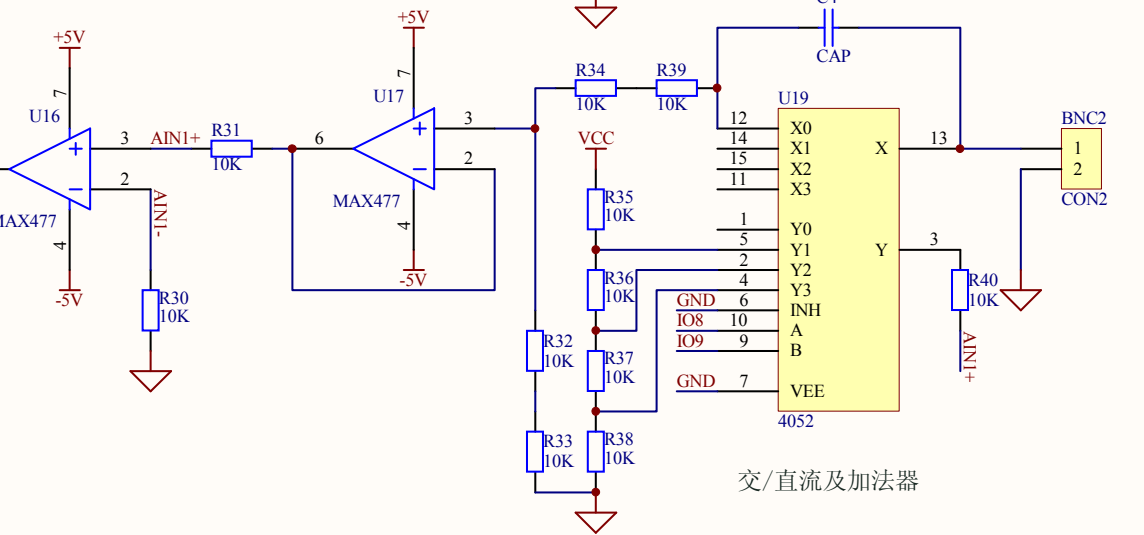 +5V
7
U16
3
AIN1+
2
AIN1-
4
-5V
R30
10K
R31
10K
+5V
7
U17
6
3
2
MAX477
4
-5V
R34
10K
R39
10K
CAP
VCC
R35
10K
R36
10K
R37
10K
R38
10K
R32
10K
R33
10K
U19
12 X0
14 X1
15 X2
11 X3
1 Y0
5 Y1
2 Y2
4 Y3
GND 6 INH
IO8 10 A
IO9 9 B
GND 7 VEE
X 13
Y 3
4052
R40
10K
AIN1+
BNC2
1
2
CON2
交/直流及加法器